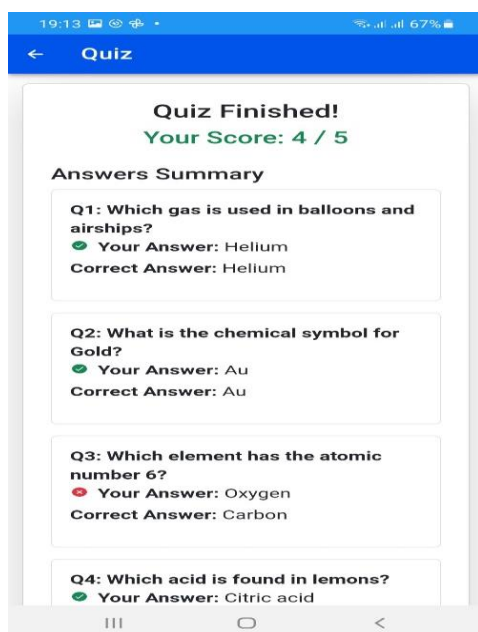 19:13 67%
Quiz
Quiz Finished!
Your Score: 4 / 5
Answers Summary
Q1: Which gas is used in balloons and
airships?
Your Answer: Helium
Correct Answer: Helium
Q2: What is the chemical symbol for
Gold?
Your Answer: Au
Correct Answer: Au
Q3: Which element has the atomic
number 6?
Your Answer: Oxygen
Correct Answer: Carbon
Q4: Which acid is found in lemons?
Your Answer: Citric acid